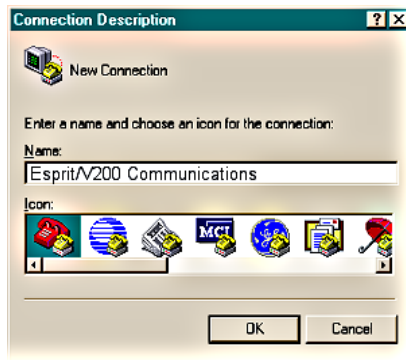 Connection Description
New Connection
Enter a name and choose an icon for the connection:
Name:
Esprit/V200 Communications
Icon:
MCI
OK Cancel